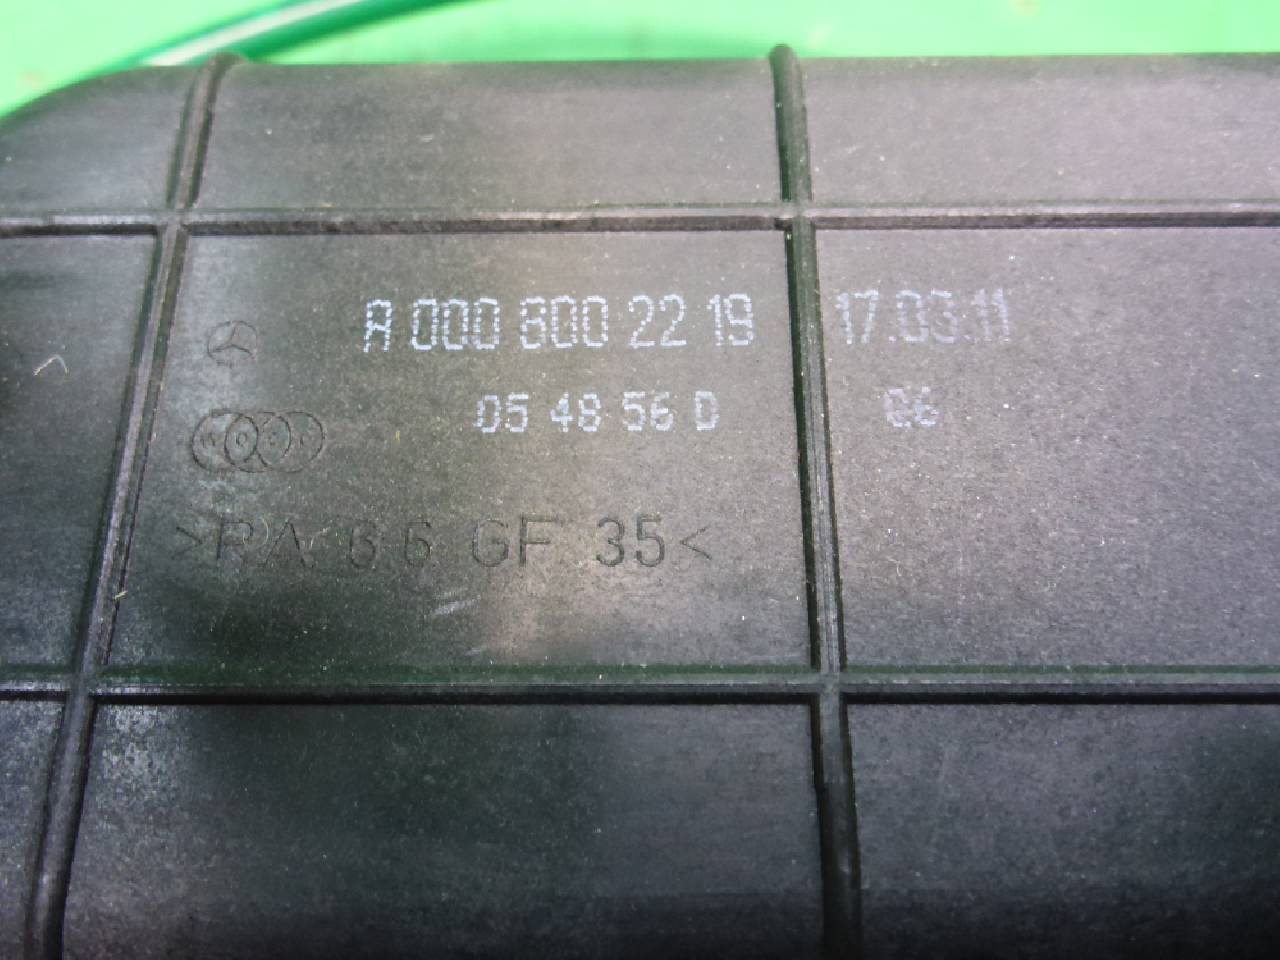 A 000 800 22 19 17.03.11
05 48 56 D
>PA 66 GF 35<